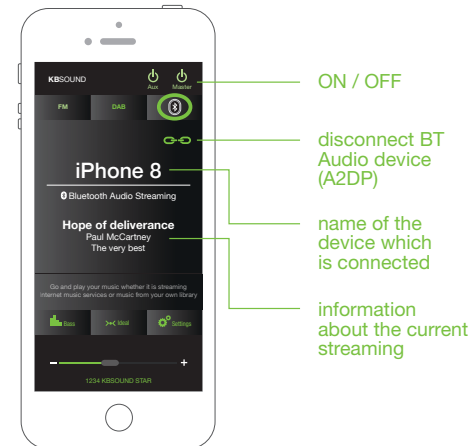 KBSOUND
Aux Master
FM DAB
iPhone 8
Bluetooth Audio Streaming
Hope of deliverance
Paul McCartney
The very best
Go and play your music whether it is streaming
internet music services or music from your own library
Bass Ideal Settings
- +
1234 KBSOUND STAR
ON / OFF
disconnect BT
Audio device
(A2DP)
name of the
device which
is connected
information
about the current
streaming